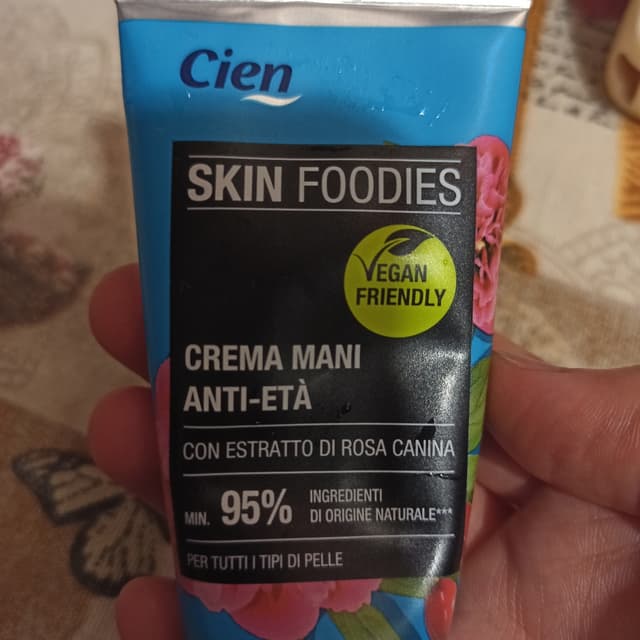 Cien
SKIN FOODIES
VEGAN
FRIENDLY
CREMA MANI
ANTI-ETÀ
CON ESTRATTO DI ROSA CANINA
MIN. 95% INGREDIENTI
DI ORIGINE NATURALE***
PER TUTTI I TIPI DI PELLE